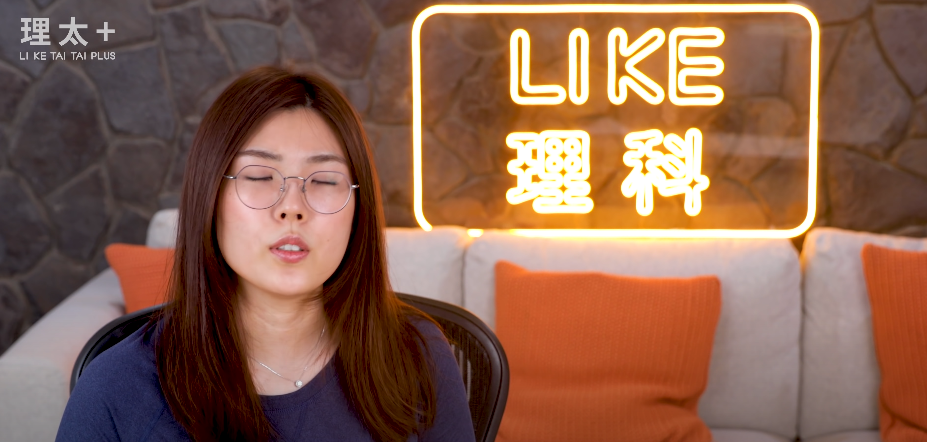 理太+
LI KE TAI TAI PLUS
LIKE
理科